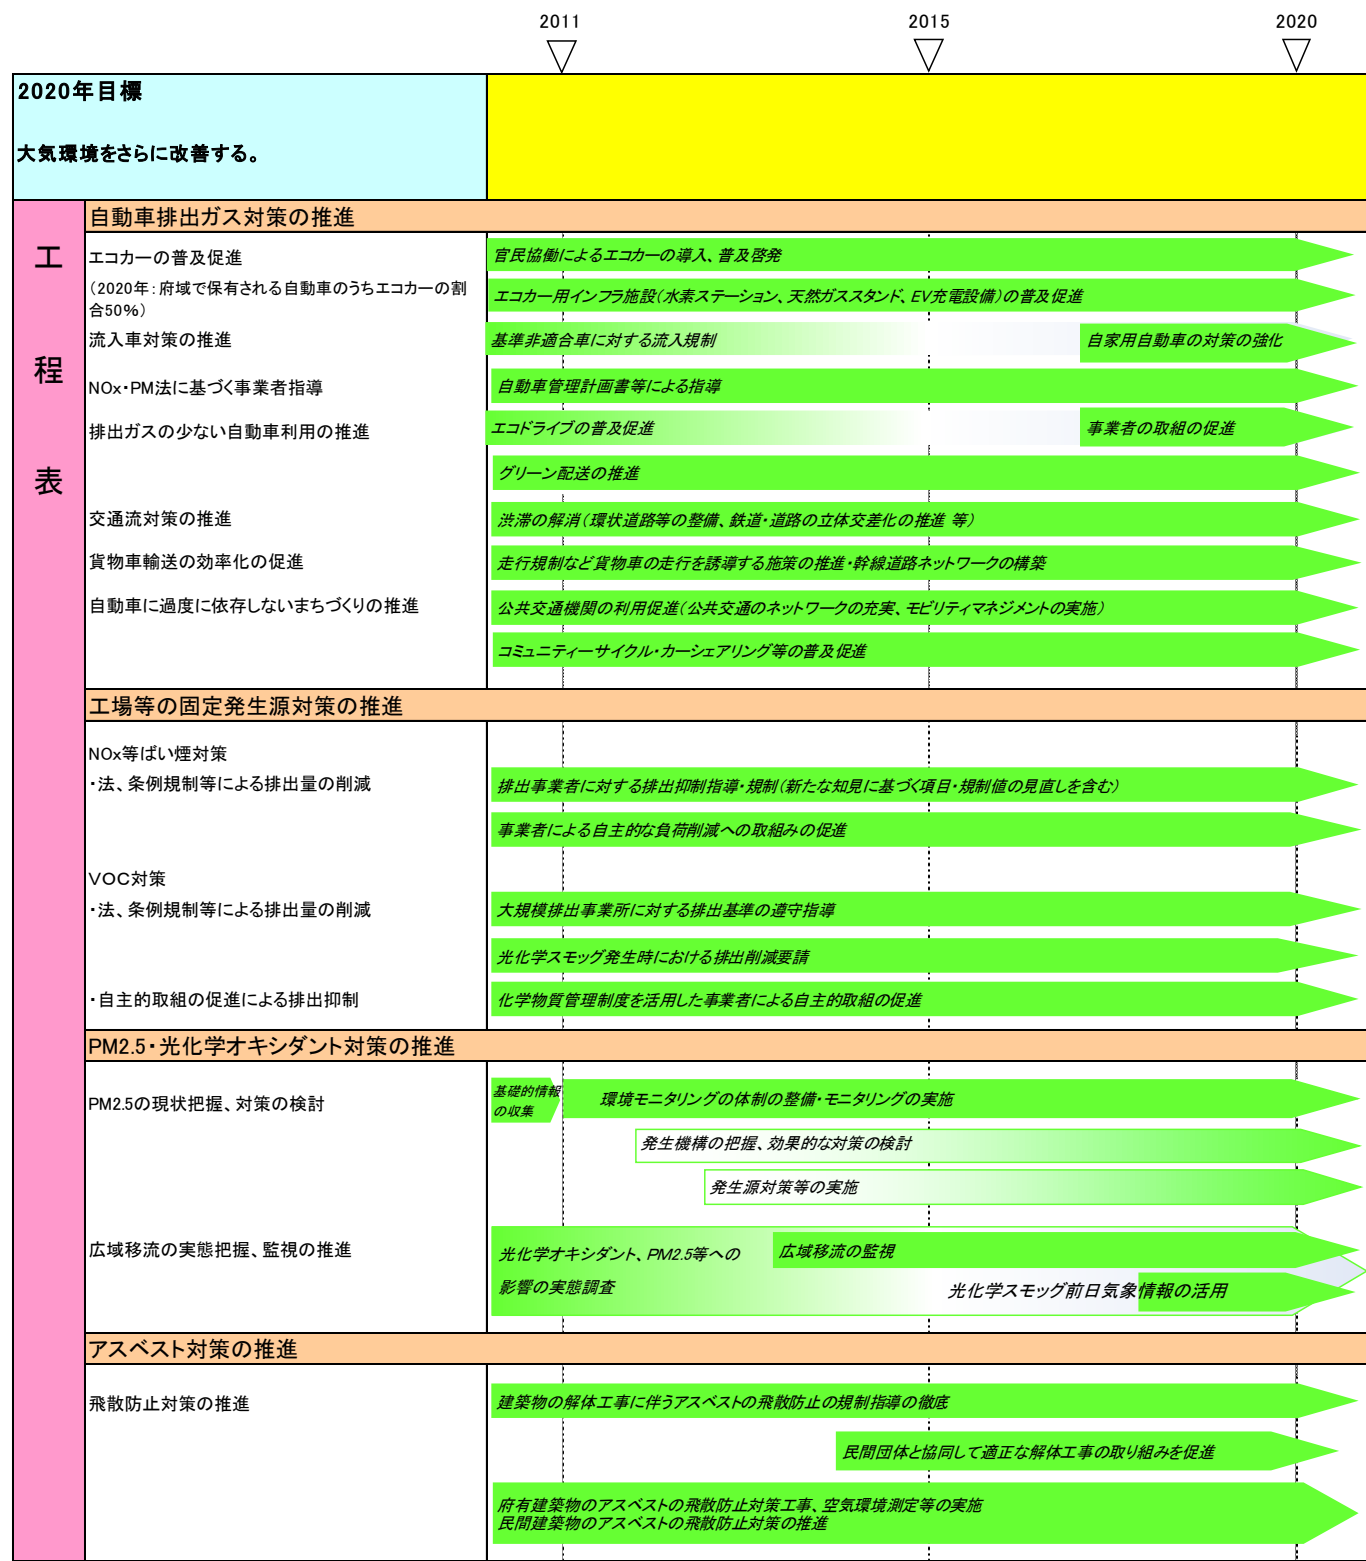 2011
2015
2020
2020年目標
大気環境をさらに改善する。
工
程
表
自動車排出ガス対策の推進
エコカーの普及促進
官民協働によるエコカーの導入、普及啓発
（2020年：府域で保有される自動車のうちエコカーの割
合50％）
エコカー用インフラ施設（水素ステーション、天然ガススタンド、EV充電設備）の普及促進
流入車対策の推進
基準非適合車に対する流入規制
自家用自動車の対策の強化
NOx・PM法に基づく事業者指導
自動車管理計画書等による指導
排出ガスの少ない自動車利用の推進
エコドライブの普及促進
事業者の取組の促進
グリーン配送の推進
交通流対策の推進
渋滞の解消（環状道路等の整備、鉄道・道路の立体交差化の推進 等）
貨物車輸送の効率化の促進
走行規制など貨物車の走行を誘導する施策の推進・幹線道路ネットワークの構築
自動車に過度に依存しないまちづくりの推進
公共交通機関の利用促進（公共交通のネットワークの充実、モビリティマネジメントの実施）
コミュニティーサイクル・カーシェアリング等の普及促進
工場等の固定発生源対策の推進
NOx等ばい煙対策
・法、条例規制等による排出量の削減
排出事業者に対する排出抑制指導・規制（新たな知見に基づく項目・規制値の見直しを含む）
事業者による自主的な負荷削減への取組みの促進
VOC対策
・法、条例規制等による排出量の削減
大規模排出事業所に対する排出基準の遵守指導
光化学スモッグ発生時における排出削減要請
・自主的取組の促進による排出抑制
化学物質管理制度を活用した事業者による自主的取組の促進
PM2.5・光化学オキシダント対策の推進
PM2.5の現状把握、対策の検討
基礎的情報
の収集
環境モニタリングの体制の整備・モニタリングの実施
発生機構の把握、効果的な対策の検討
発生源対策等の実施
広域移流の実態把握、監視の推進
光化学オキシダント、PM2.5等への
影響の実態調査
広域移流の監視
光化学スモッグ前日気象情報の活用
アスベスト対策の推進
飛散防止対策の推進
建築物の解体工事に伴うアスベストの飛散防止の規制指導の徹底
民間団体と協同して適正な解体工事の取り組みを促進
府有建築物のアスベストの飛散防止対策工事、空気環境測定等の実施
民間建築物のアスベストの飛散防止対策の推進